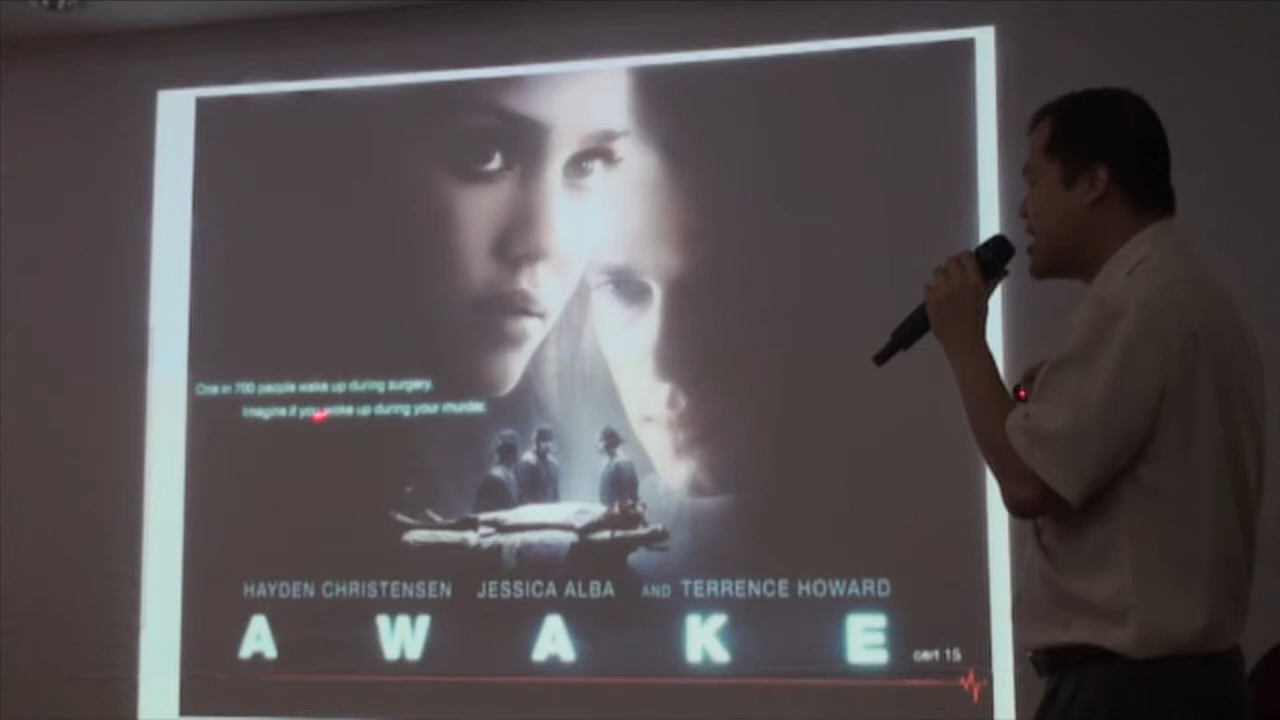 One in 700 people wake up during surgery.
Imagine if you woke up during your murder.
HAYDEN CHRISTENSEN JESSICA ALBA AND TERRENCE HOWARD
AWAKE
cert 15